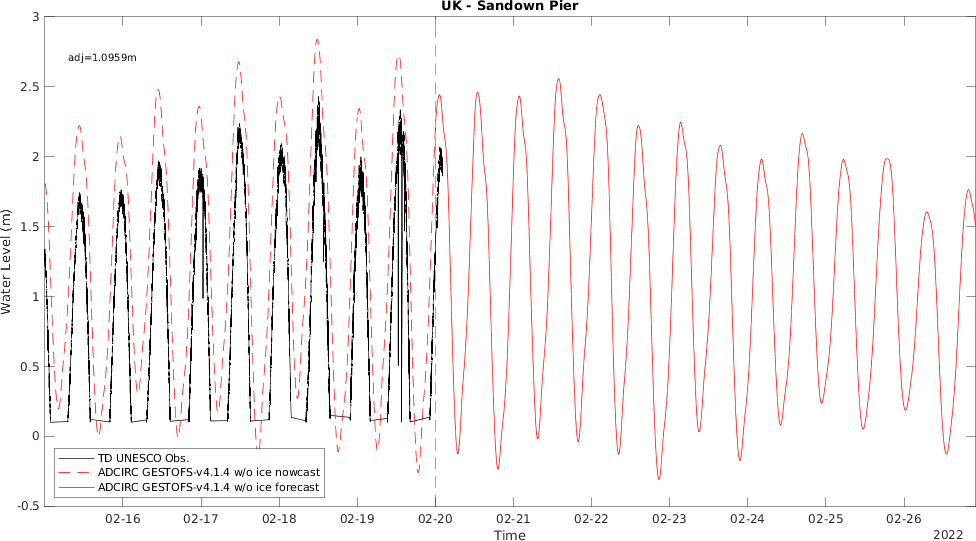 UK - Sandown Pier
adj=1.0959m
3
2.5
2
1.5
1
0.5
0
-0.5
Water Level (m)
TD UNESCO Obs.
ADCIRC GESTOFS-v4.1.4 w/o ice nowcast
ADCIRC GESTOFS-v4.1.4 w/o ice forecast
02-16 02-17 02-18 02-19 02-20 02-21 02-22 02-23 02-24 02-25 02-26
Time
2022